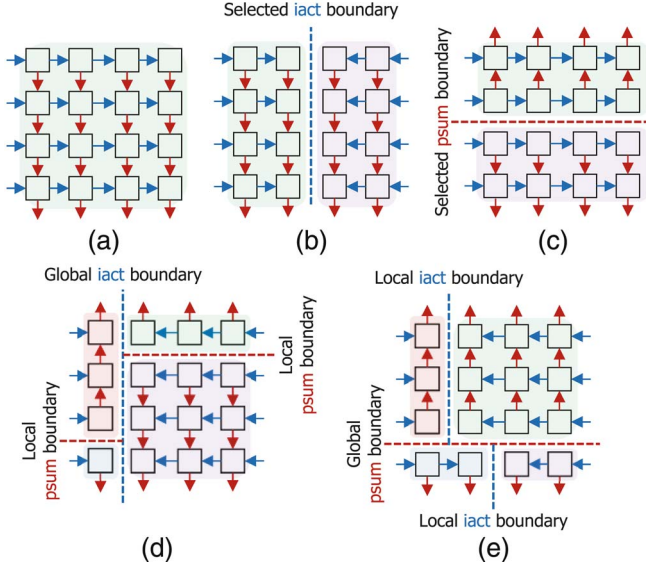 Selected iact boundary
Selected psum boundary
(a)
(b)
(c)
Global iact boundary
Local
psum boundary
Local
psum boundary
(d)
Local iact boundary
Global
psum boundary
Local iact boundary
(e)